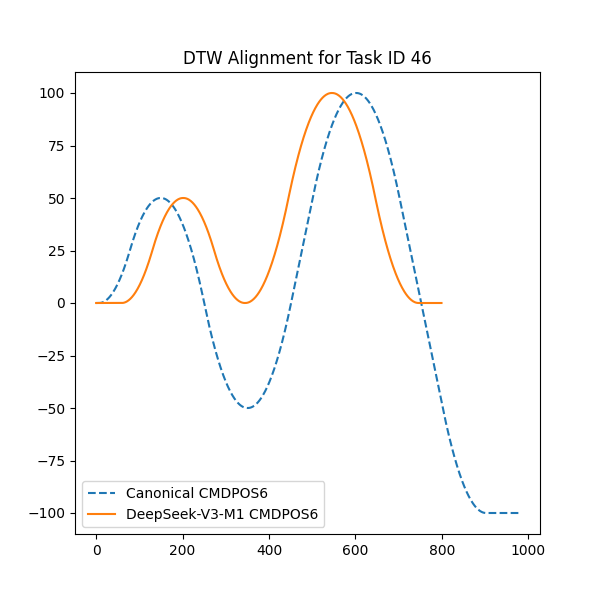 DTW Alignment for Task ID 46
100
75
50
25
0
−25
−50
−75
−100
Canonical CMDPOS6
DeepSeek-V3-M1 CMDPOS6
0 200 400 600 800 1000